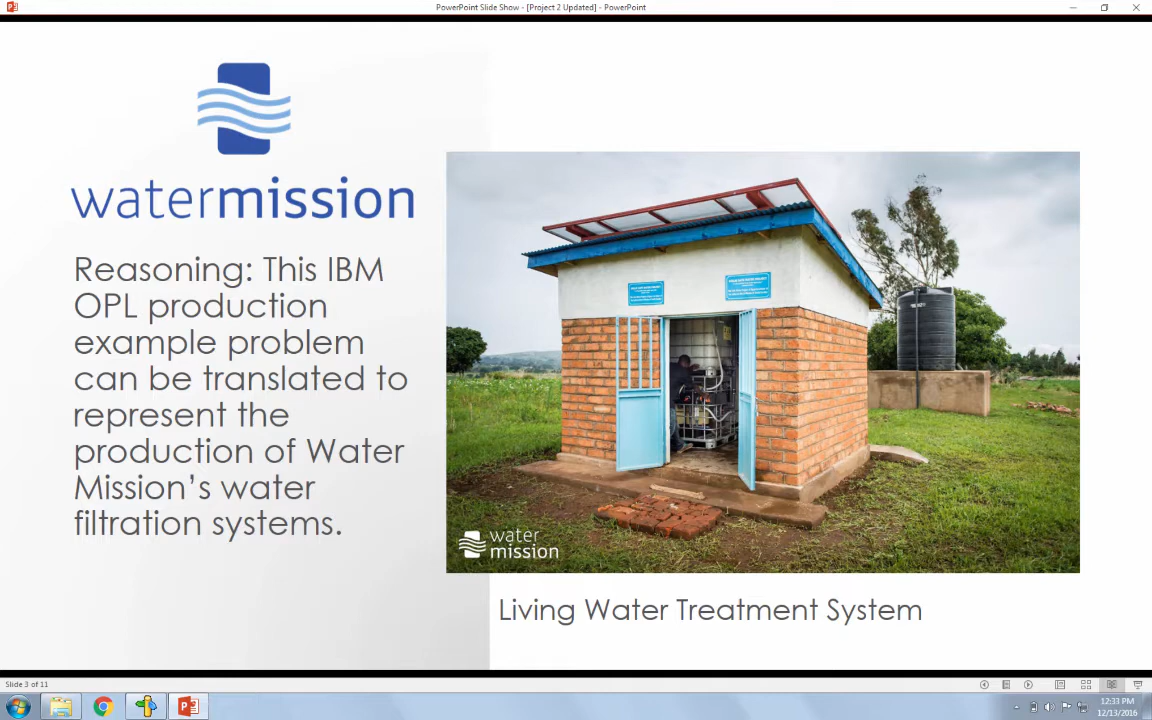 PowerPoint Slide Show - [Project 2 Updated] - PowerPoint
watermission
Reasoning: This IBM
OPL production
example problem
can be translated to
represent the
production of Water
Mission's water
filtration systems.
water
mission
Living Water Treatment System
Slide 3 of 11
12:33 PM
12/13/2016